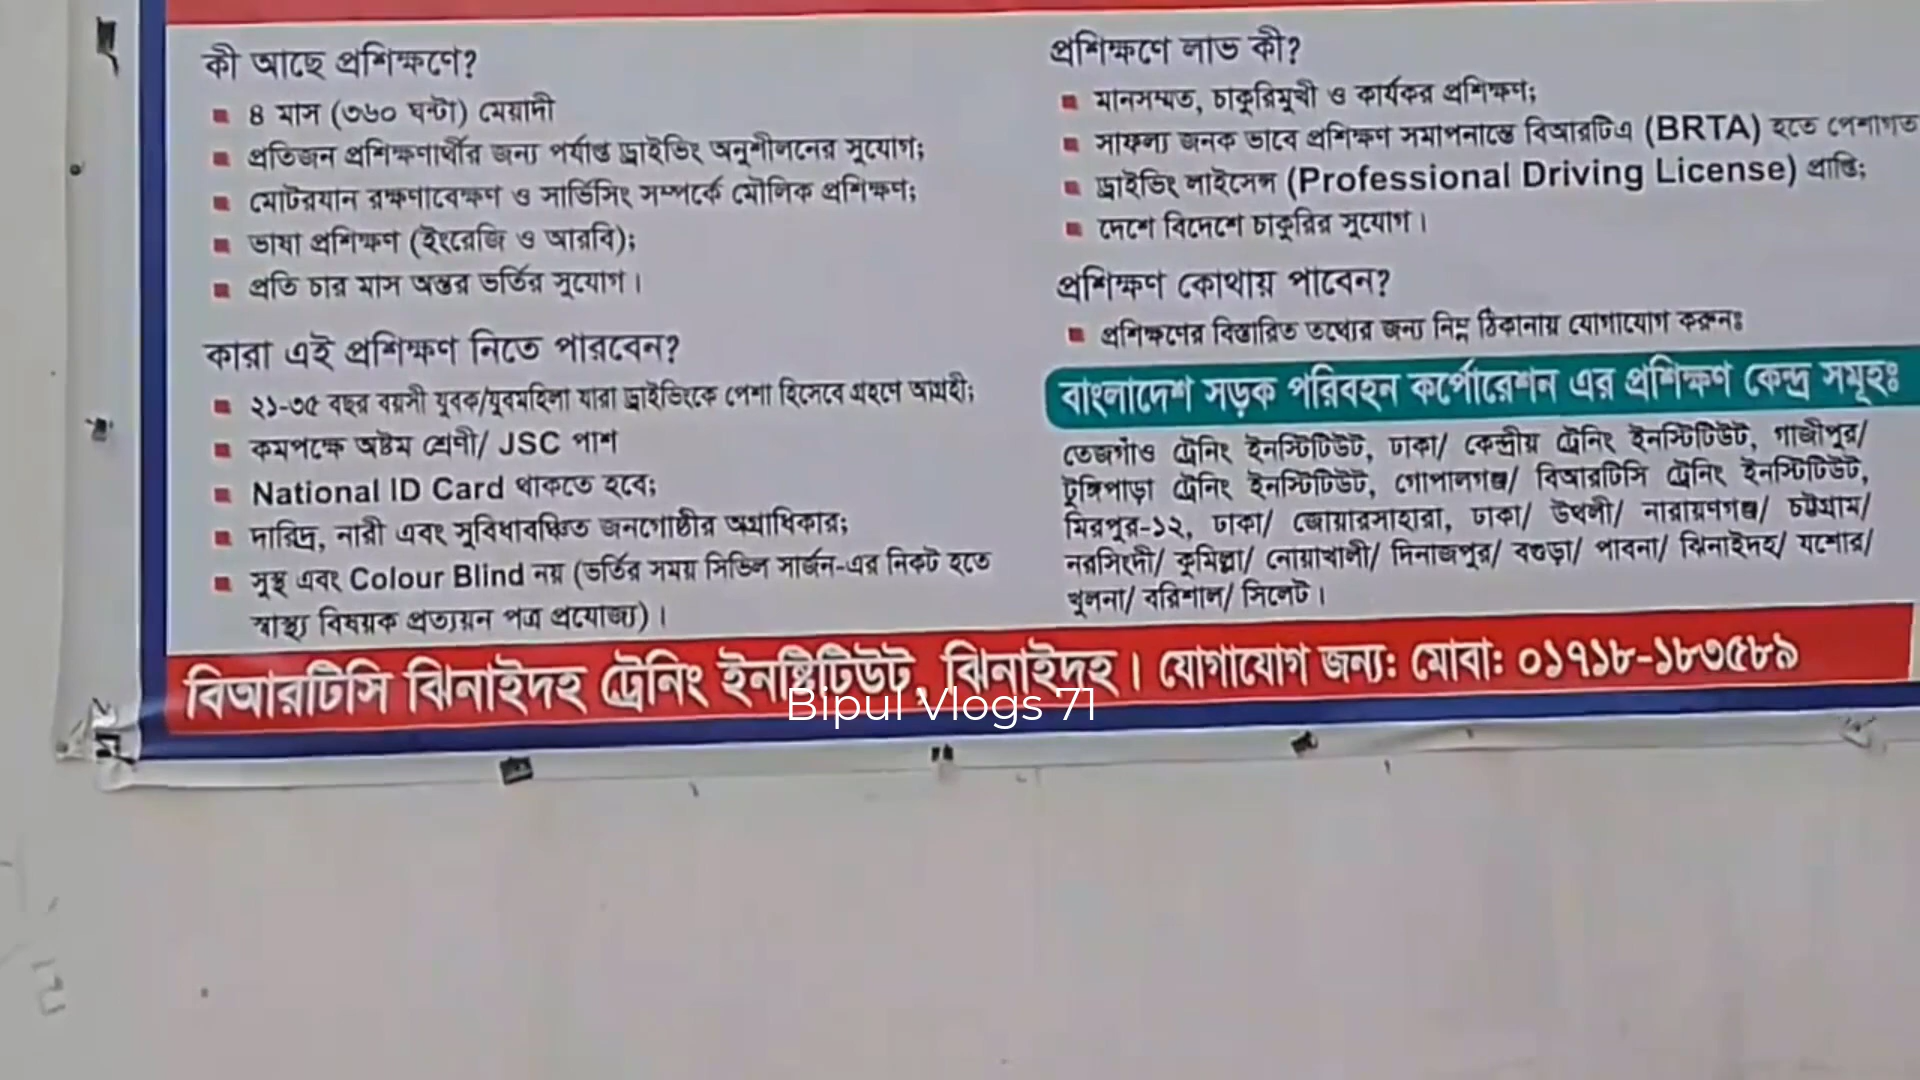 কী আছে প্রশিক্ষণে?
৪ মাস (৩৬০ ঘন্টা) মেয়াদী
প্রতিজন প্রশিক্ষণার্থীর জন্য পর্যাপ্ত ড্রাইভিং অনুশীলনের সুযোগ;
মোটরযান রক্ষণাবেক্ষণ ও সার্ভিসিং সম্পর্কে মৌলিক প্রশিক্ষণ;
ভাষা প্রশিক্ষণ (ইংরেজি ও আরবি);
প্রতি চার মাস অন্তর ভর্তির সুযোগ।
কারা এই প্রশিক্ষণ নিতে পারবেন?
২১-৩৫ বছর বয়সী যুবক/যুবমহিলা যারা ড্রাইভিংকে পেশা হিসেবে গ্রহণে আগ্রহী;
কমপক্ষে অষ্টম শ্রেণী/ JSC পাশ
National ID Card থাকতে হবে;
দারিদ্র, নারী এবং সুবিধাবঞ্চিত জনগোষ্ঠীর অগ্রাধিকার;
সুস্থ এবং Colour Blind নয় (ভর্তির সময় সিভিল সার্জন-এর নিকট হতে
স্বাস্থ্য বিষয়ক প্রত্যয়ন পত্র প্রযোজ্য)।
প্রশিক্ষণে লাভ কী?
মানসম্মত, চাকুরিমূখী ও কার্যকর প্রশিক্ষণ;
সাফল্য জনক ভাবে প্রশিক্ষণ সমাপনান্তে বিআরটিএ (BRTA) হতে পেশাগত
ড্রাইভিং লাইসেন্স (Professional Driving License) প্রাপ্তি;
দেশে বিদেশে চাকুরির সুযোগ।
প্রশিক্ষণ কোথায় পাবেন?
প্রশিক্ষণের বিস্তারিত তথ্যের জন্য নিম্ন ঠিকানায় যোগাযোগ করুনঃ
বাংলাদেশ সড়ক পরিবহন কর্পোরেশন এর প্রশিক্ষণ কেন্দ্র সমূহঃ
তেজগাঁও ট্রেনিং ইনস্টিটিউট, ঢাকা/ কেন্দ্রীয় ট্রেনিং ইনস্টিটিউট, গাজীপুর/
টুঙ্গিপাড়া ট্রেনিং ইনস্টিটিউট, গোপালগঞ্জ/ বিআরটিসি ট্রেনিং ইনস্টিটিউট,
মিরপুর-১২, ঢাকা/ জোয়ারসাহারা, ঢাকা/ উথলী/ নারায়ণগঞ্জ/ চট্টগ্রাম/
নরসিংদী/ কুমিল্লা/ নোয়াখালী/ দিনাজপুর/ বগুড়া/ পাবনা/ ঝিনাইদহ/ যশোর/
খুলনা/ বরিশাল/ সিলেট।
বিআরটিসি ঝিনাইদহ ট্রেনিং ইনষ্টিটিউট, ঝিনাইদহ। যোগাযোগ জন্য: মোবা: ০১৭১৮-১৮৩৫৮৯
Bipul Vlogs 71